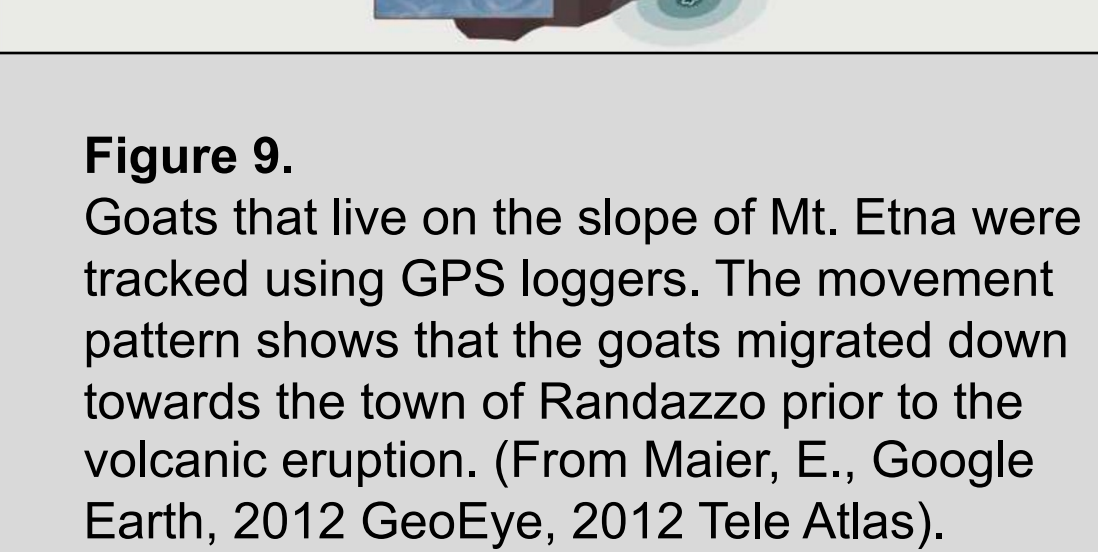 Figure 9.
Goats that live on the slope of Mt. Etna were
tracked using GPS loggers. The movement
pattern shows that the goats migrated down
towards the town of Randazzo prior to the
volcanic eruption. (From Maier, E., Google
Earth, 2012 GeoEye, 2012 Tele Atlas).